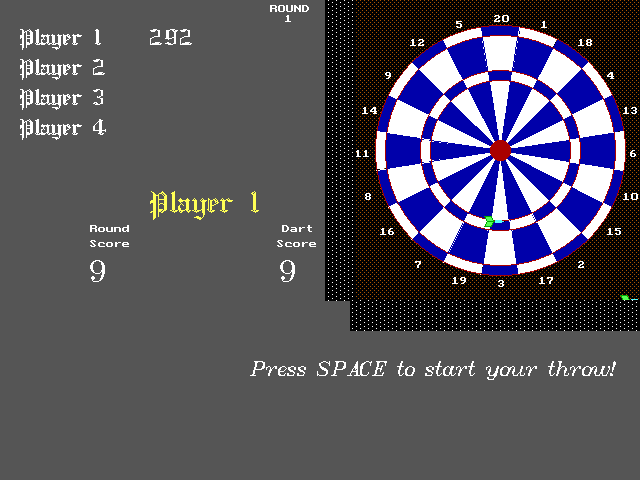 ROUND
1
Player 1 292
Player 2
Player 3
Player 4
Player 1
Round Score
9
Dart Score
9
20
1
18
4
13
6
10
15
2
17
3
19
7
16
8
11
14
9
12
5
Press SPACE to start your throw!